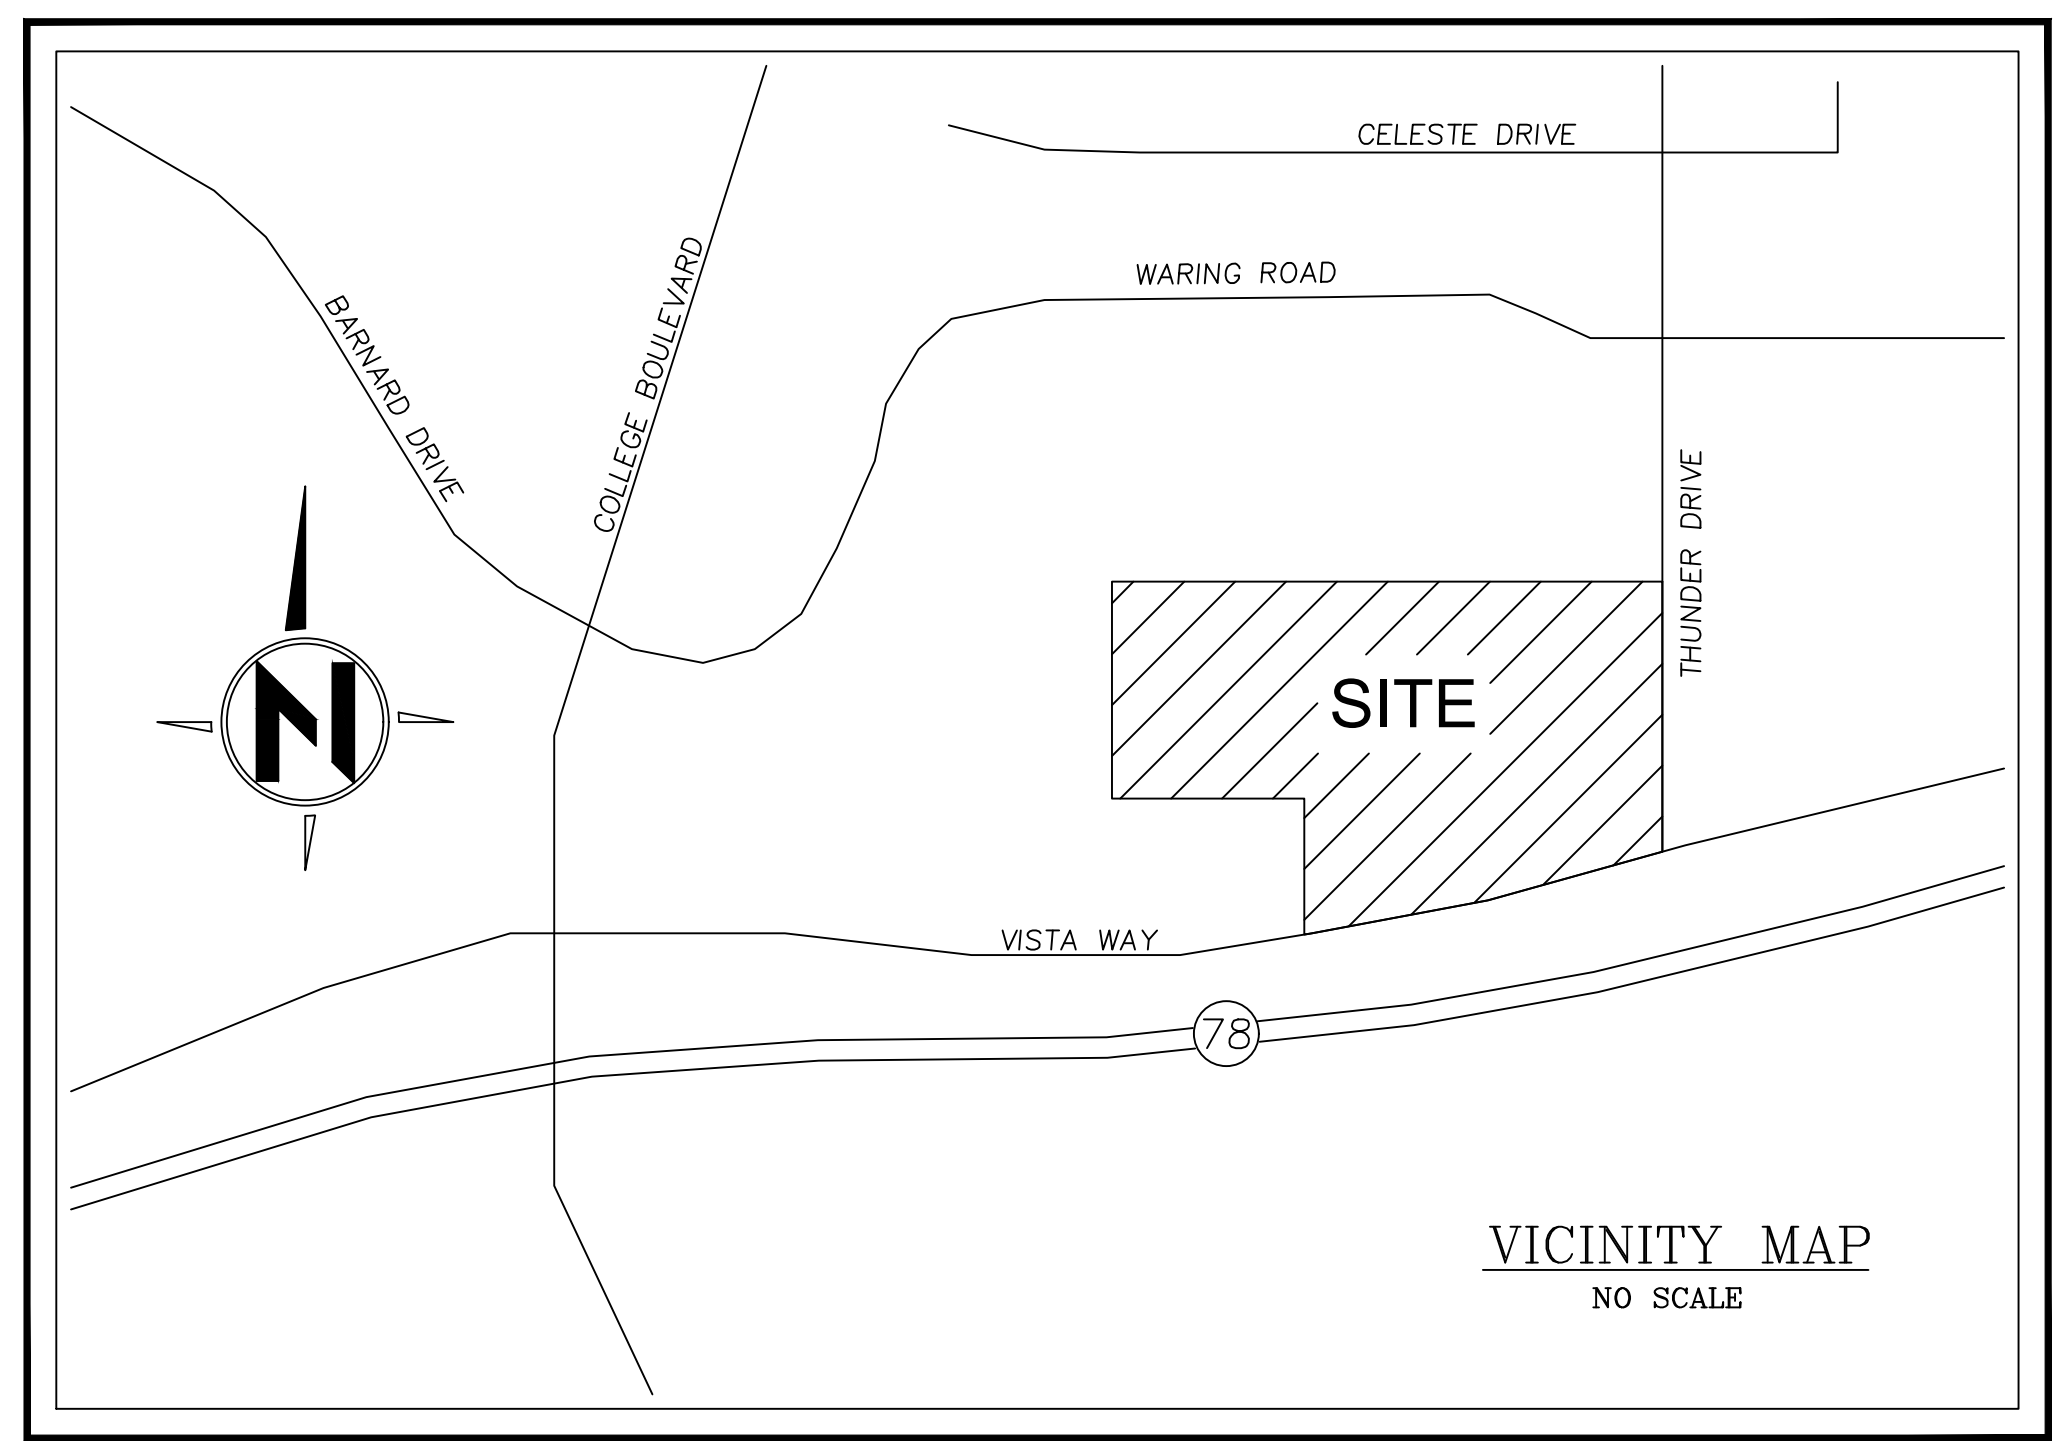 CELESTE DRIVE
WARING ROAD
COLLEGE BOULEVARD
BARNARD DRIVE
THUNDER DRIVE
N
SITE
VISTA WAY
78
VICINITY MAP
NO SCALE